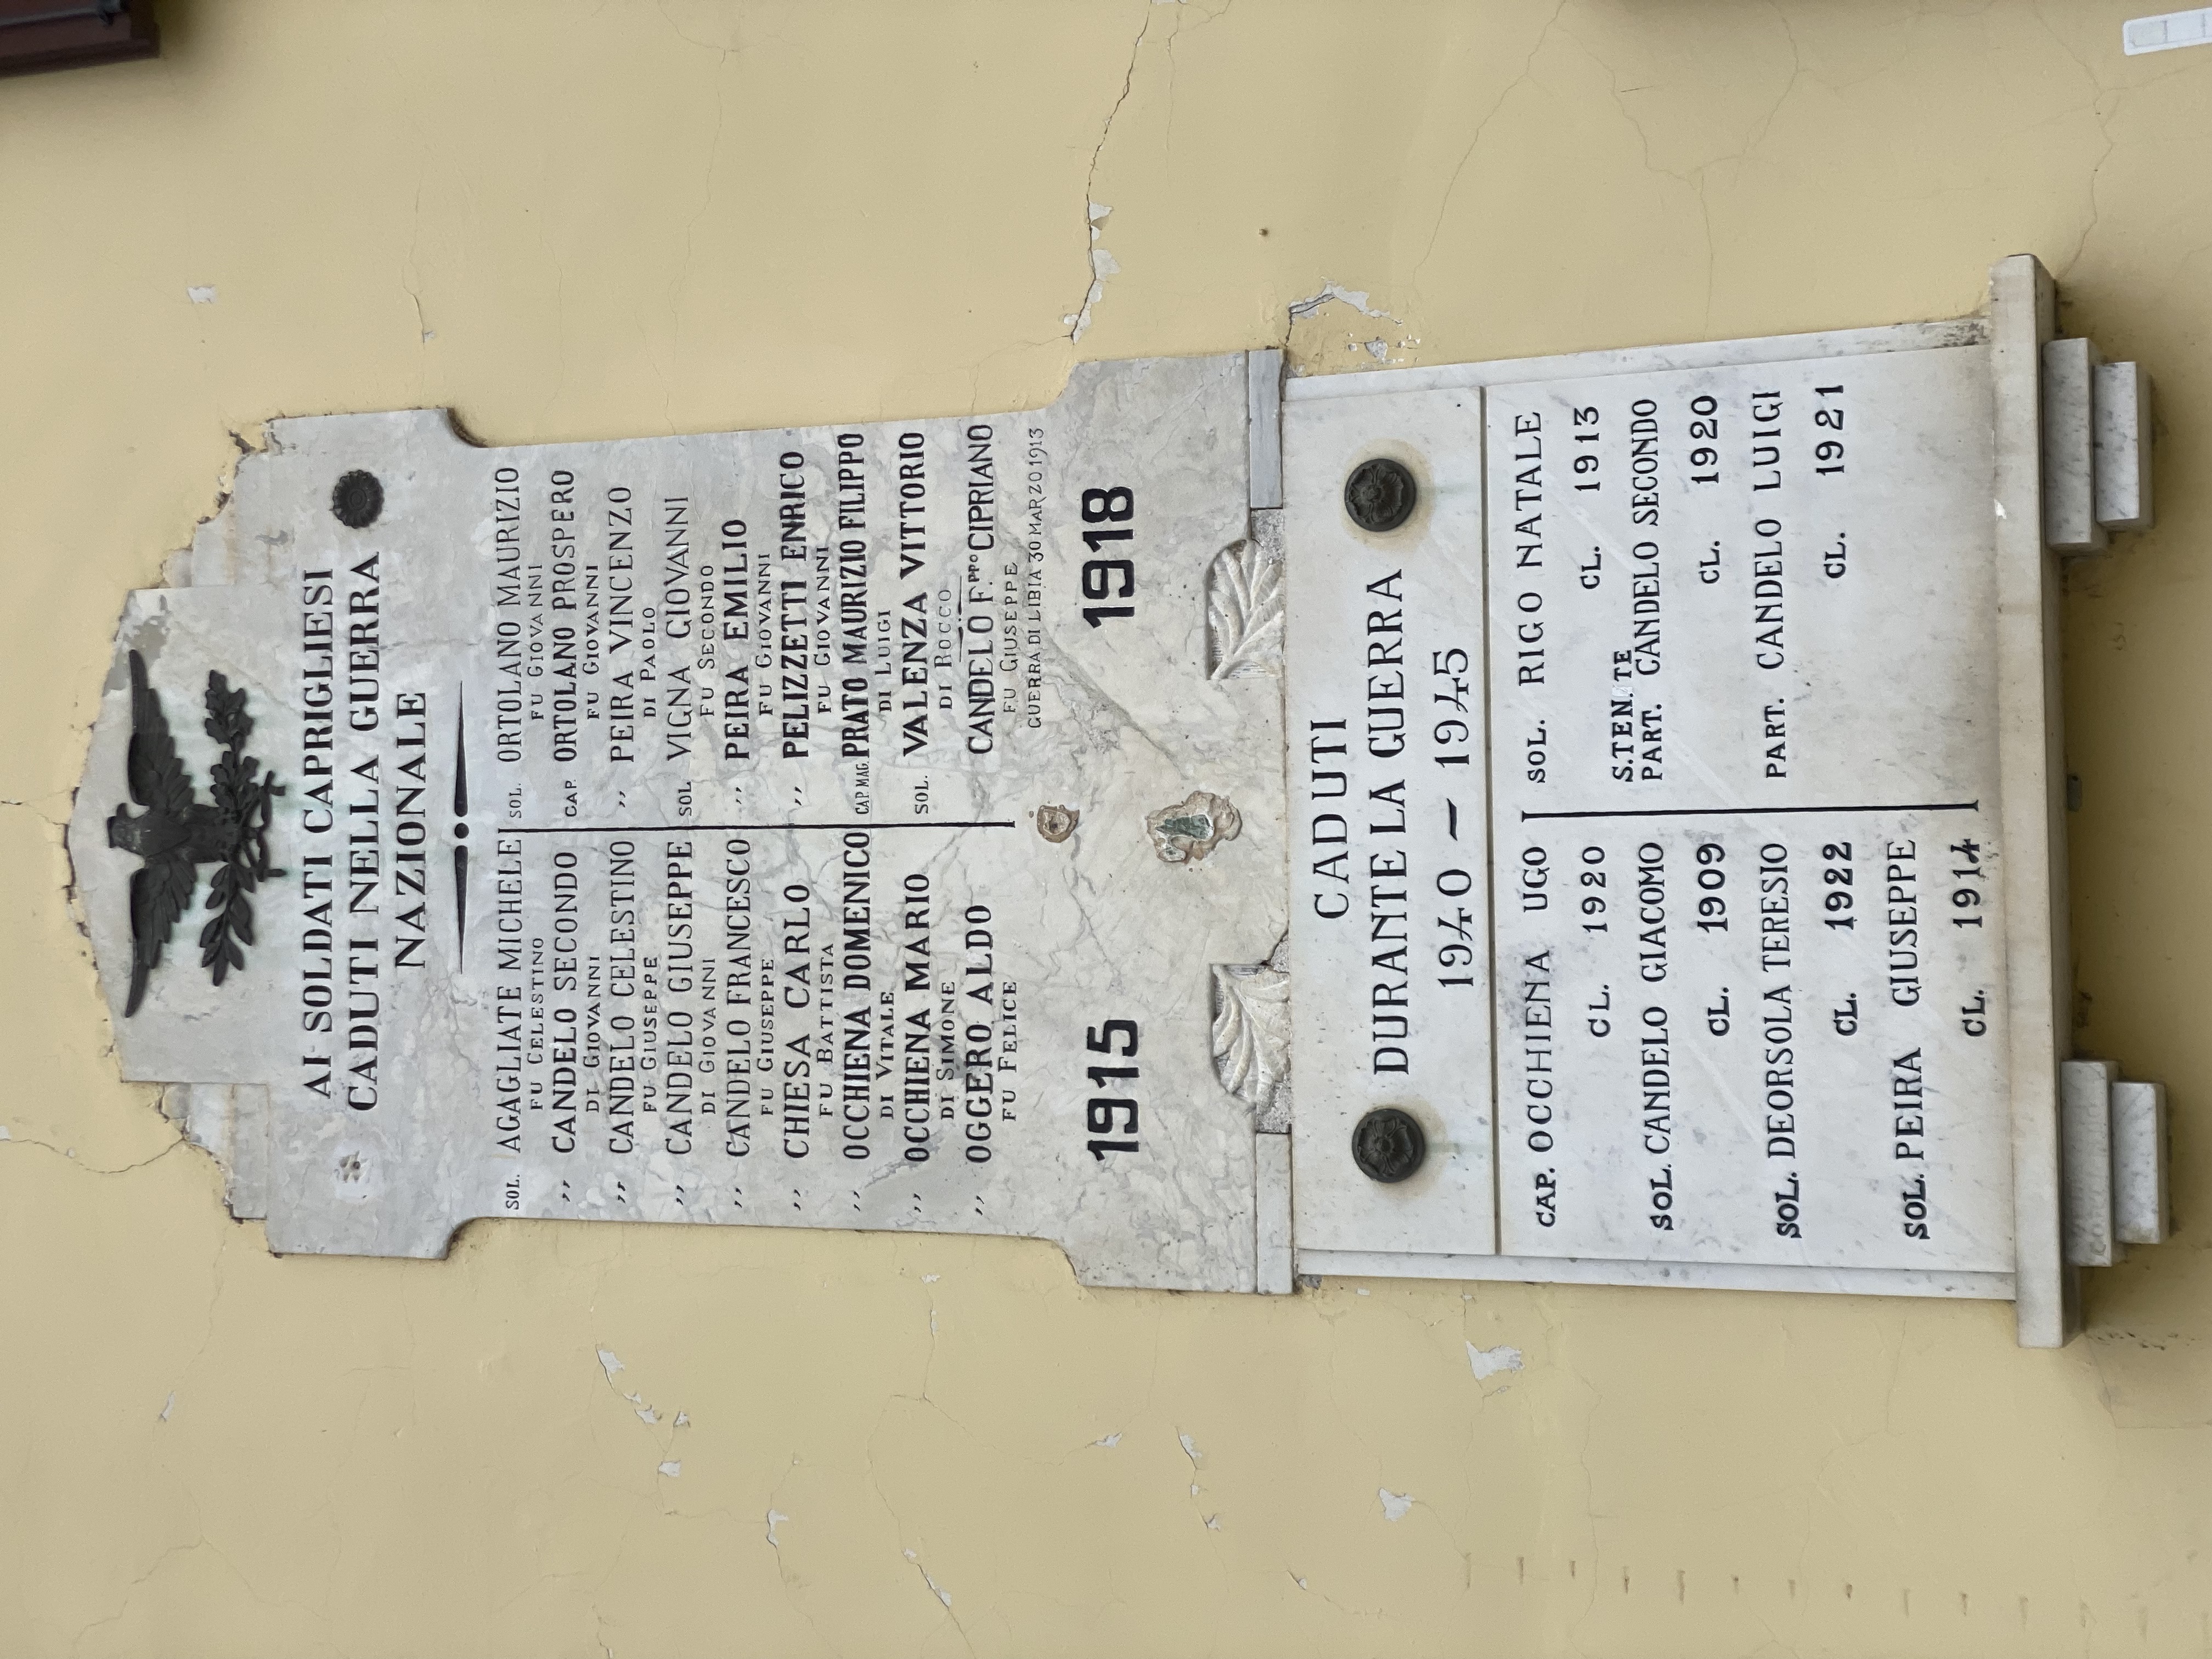 AI SOLDATI CAPRIGLIESI
CADUTI NELLA GUERRA
NAZIONALE
SOL. AGAGLIATE MICHELE
FU CELESTINO
,, CANDELO SECONDO
DI GIOVANNI
,, CANDELO CELESTINO
FU GIUSEPPE
,, CANDELO GIUSEPPE
DI GIOVANNI
,, CANDELO FRANCESCO
FU GIUSEPPE
,, CHIESA CARLO
FU BATTISTA
,, OCCHIENA DOMENICO
DI VITALE
,, OCCHIENA MARIO
DI SIMONE
,, OGGERO ALDO
FU FELICE
SOL. ORTOLANO MAURIZIO
FU GIOVANNI
CAP. ORTOLANO PROSPERO
FU GIOVANNI
,, PEIRA VINCENZO
DI PAOLO
SOL. VIGNA GIOVANNI
FU SECONDO
,, PEIRA EMILIO
FU GIOVANNI
,, PELIZZETTI ENRICO
FU GIOVANNI
CAP. MAG. PRATO MAURIZIO FILIPPO
DI LUIGI
SOL. VALENZA VITTORIO
DI ROCCO
CANDELO F.PPO CIPRIANO
FU GIUSEPPE
GUERRA DI LIBIA 30 MARZO 1913
1915 1918
CADUTI
DURANTE LA GUERRA
1940 – 1945
CAP. OCCHIENA UGO
CL. 1920
SOL. CANDELO GIACOMO
CL. 1909
SOL. DEORSOLA TERESIO
CL. 1922
SOL. PEIRA GIUSEPPE
CL. 1914
SOL. RIGO NATALE
CL. 1913
S.TEN.TE
PART. CANDELO SECONDO
CL. 1920
PART. CANDELO LUIGI
CL. 1921